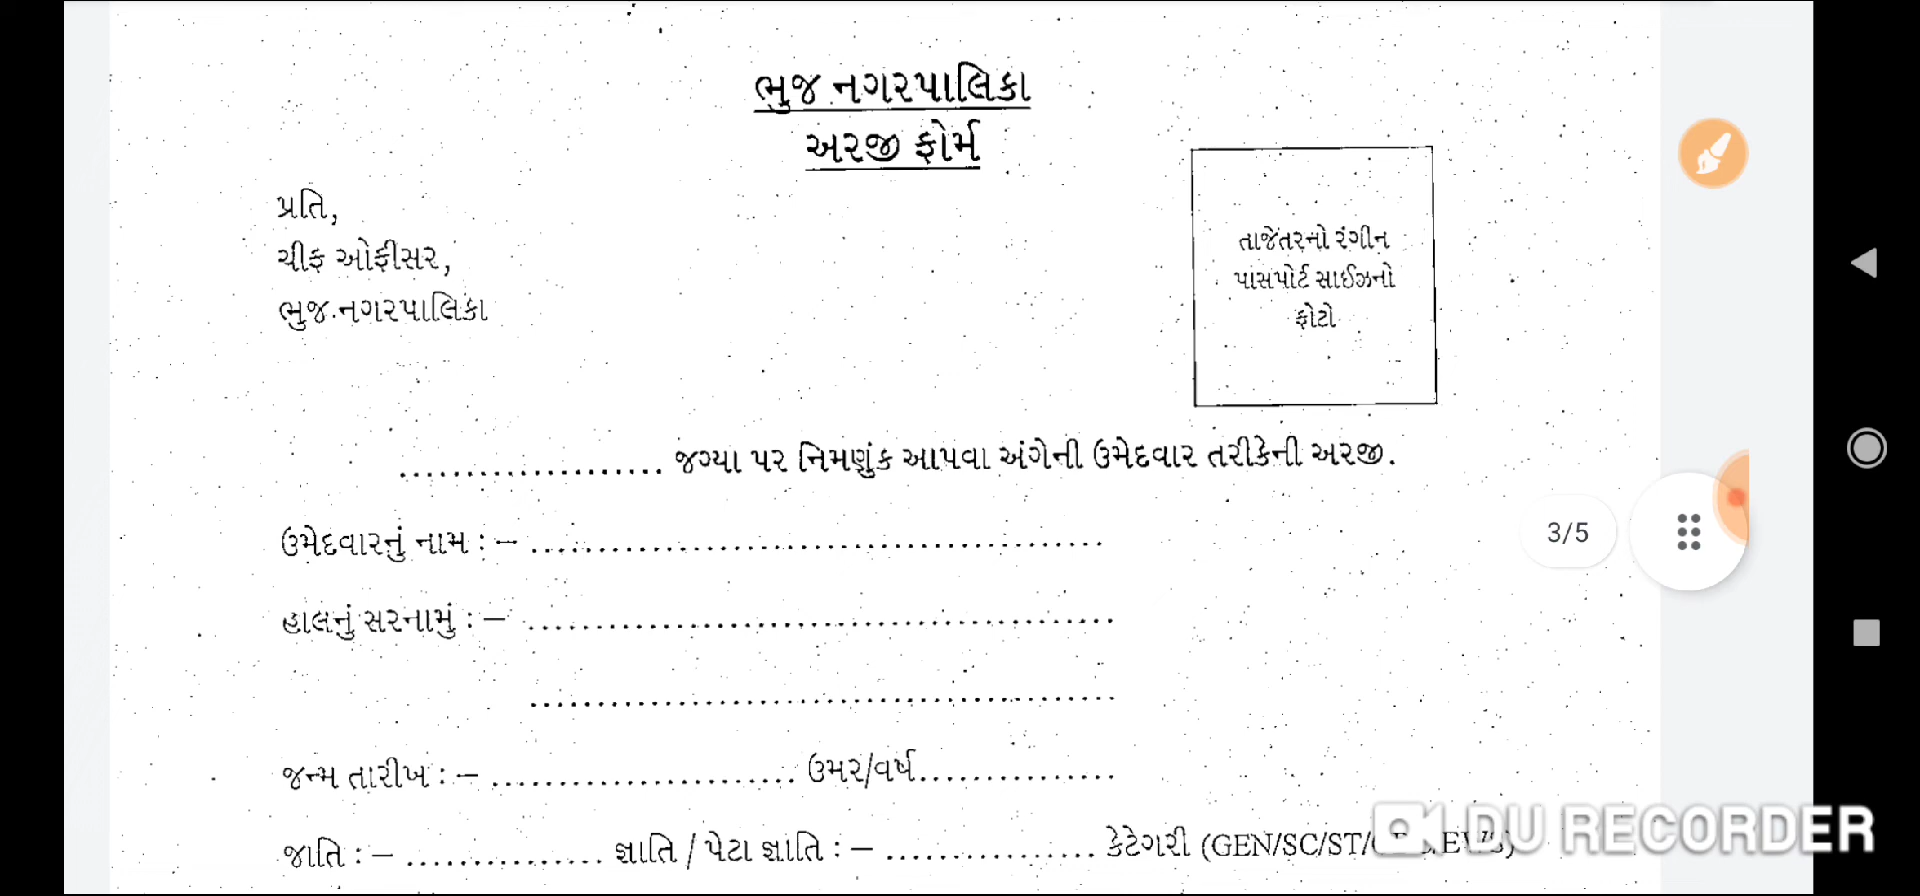 ભુજ નગરપાલિકા
અરજી ફોર્મ
પ્રતિ,
ચીફ ઓફીસર,
ભુજ નગરપાલિકા
તાજેતરનો રંગીન
પાસપોર્ટ સાઈઝનો
ફોટો
.................... જગ્યા પર નિમણુંક આપવા અંગેની ઉમેદવાર તરીકેની અરજી.
ઉમેદવારનું નામ :– ............................................
હાલનું સરનામું :– .............................................
.............................................
જન્મ તારીખ :– ....................... ઉમર/વર્ષ...............
જાતિ :– ............... જ્ઞાતિ / પેટા જ્ઞાતિ :– ................ કેટેગરી (GEN/SC/ST/
3/5
DU RECORDER